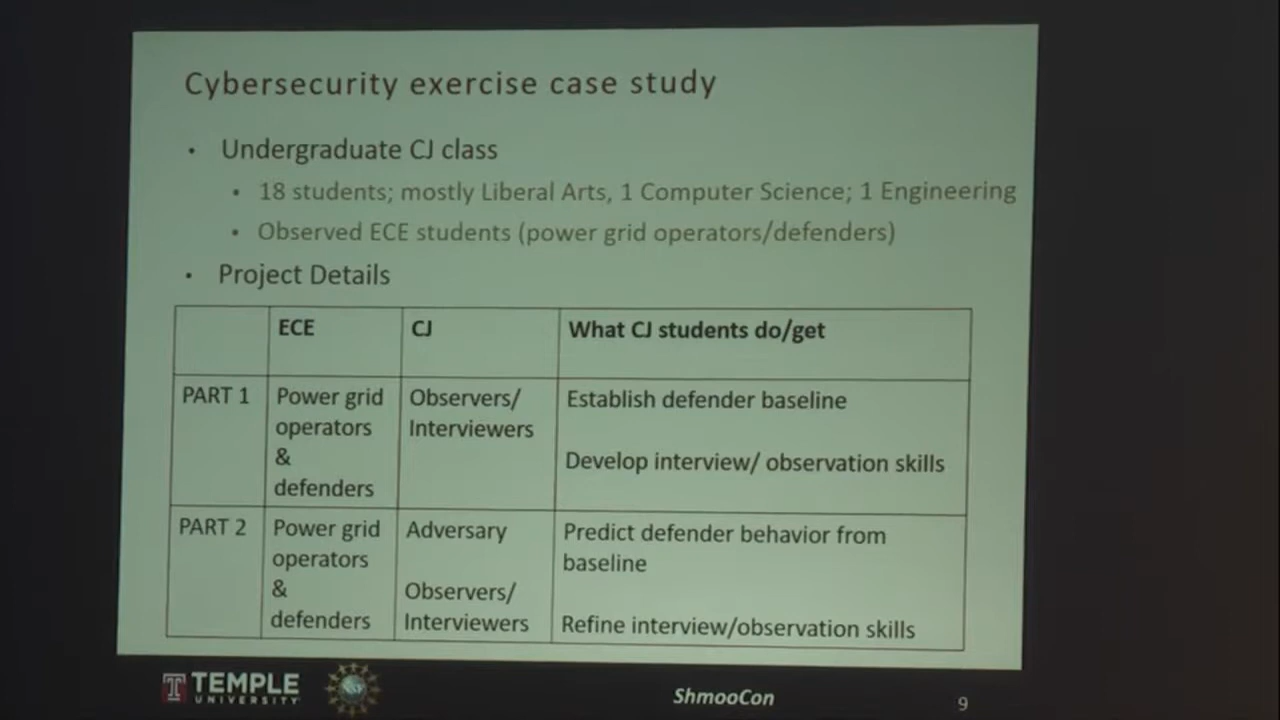 Cybersecurity exercise case study
• Undergraduate CJ class
• 18 students; mostly Liberal Arts, 1 Computer Science; 1 Engineering
• Observed ECE students (power grid operators/defenders)
• Project Details
ECE
CJ
What CJ students do/get
PART 1
Power grid
operators
&
defenders
Observers/
Interviewers
Establish defender baseline
Develop interview/ observation skills
PART 2
Power grid
operators
&
defenders
Adversary
Observers/
Interviewers
Predict defender behavior from
baseline
Refine interview/observation skills
T TEMPLE
UNIVERSITY
NSF
ShmooCon
9